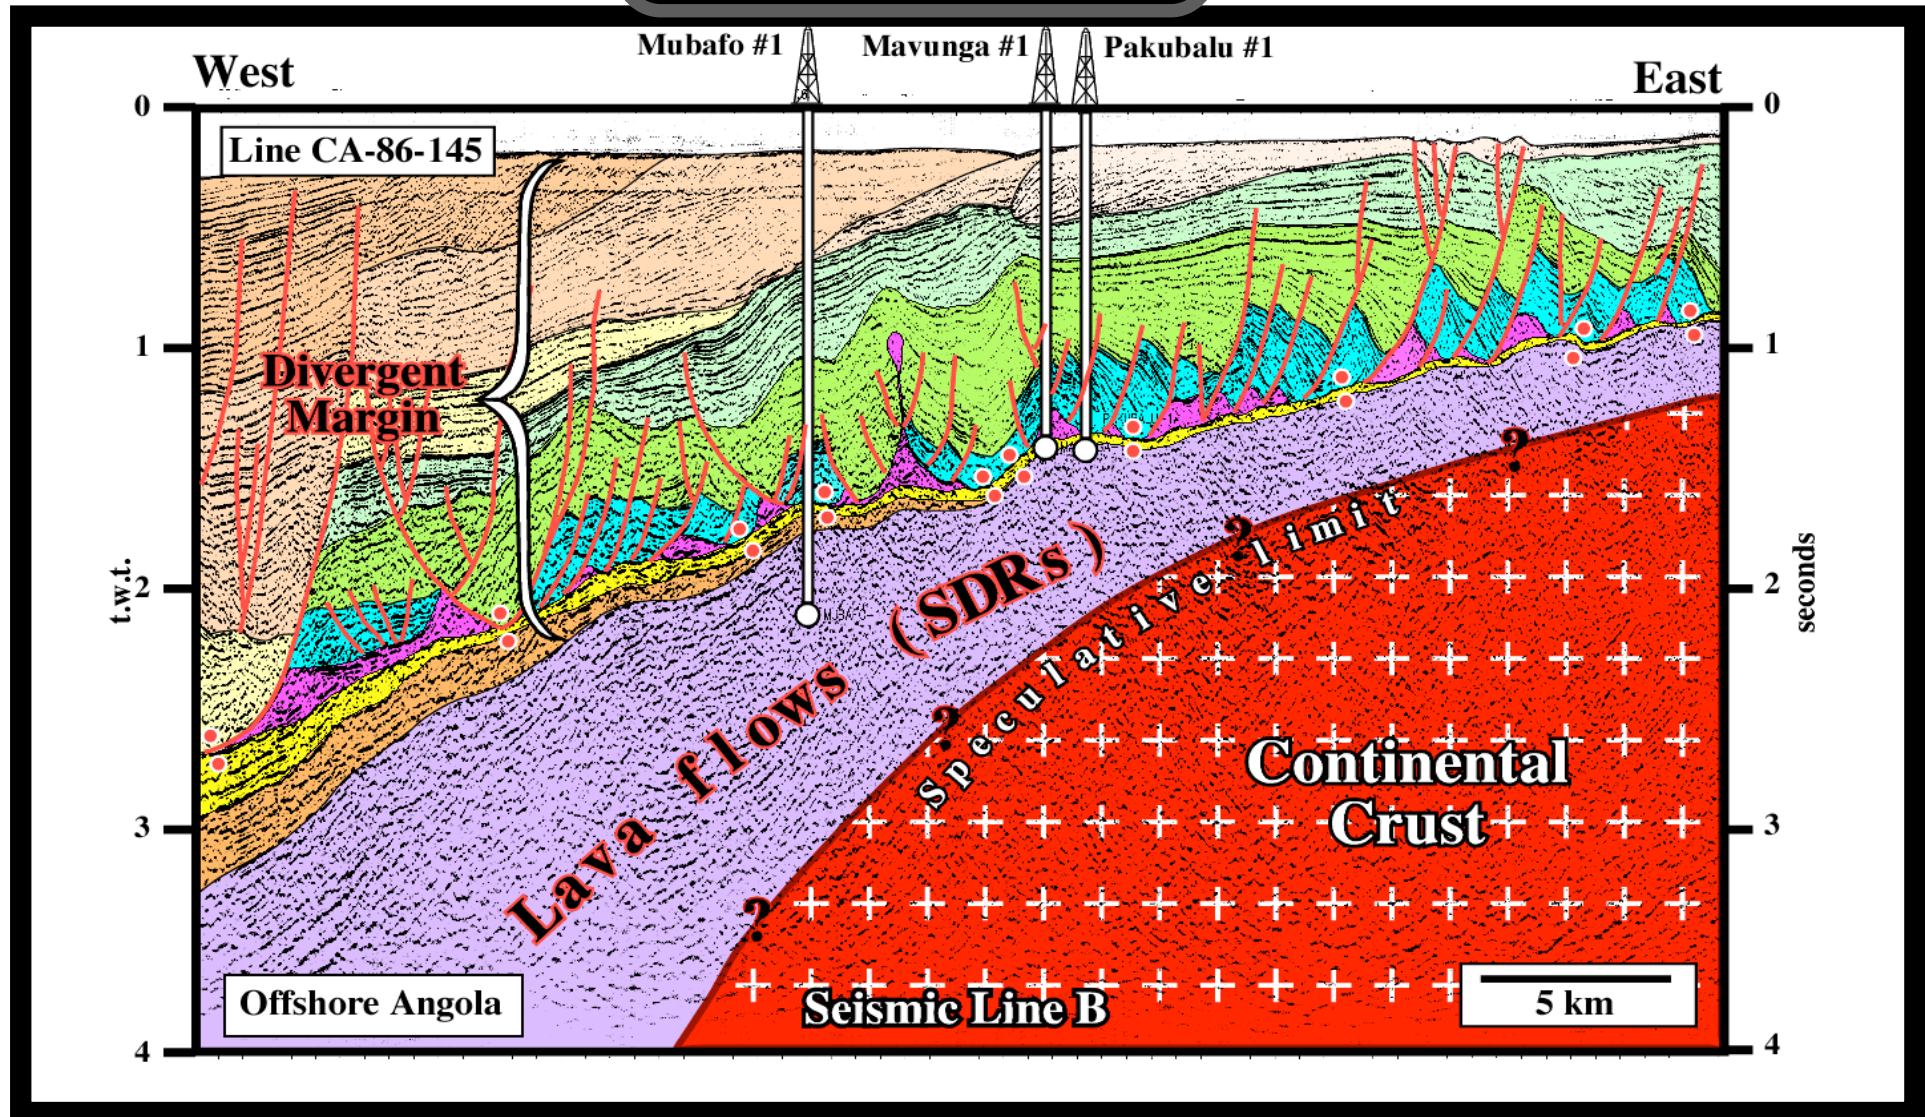 Mubafo #1
Mavunga #1
Pakubalu #1
West
East
0
0
Line CA-86-145
1
1
Divergent
Margin
2
2
t.w.t.
seconds
Lava flows (SDRs)
? ? ? ?
Speculative limit
Continental
Crust
3
3
Offshore Angola
Seismic Line B
5 km
4
4